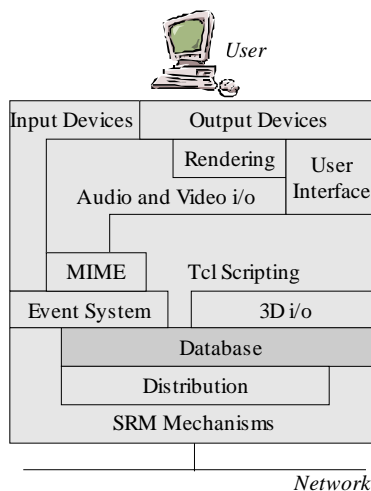 User
Input Devices
Output Devices
Rendering
User
Interface
Audio and Video i/o
MIME
Tcl Scripting
Event System
3D i/o
Database
Distribution
SRM Mechanisms
Network